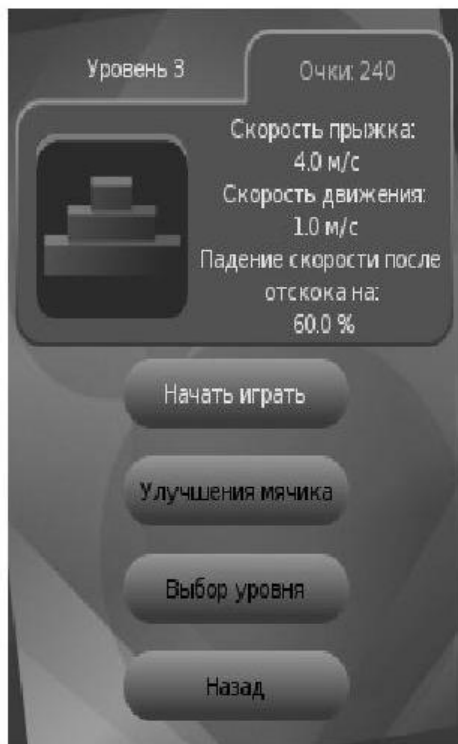 Уровень 3
Очки: 240
Скорость прыжка:
4.0 м/с
Скорость движения:
1.0 м/с
Падение скорости после
отскока на:
60.0 %
Начать играть
Улучшения мячика
Выбор уровня
Назад